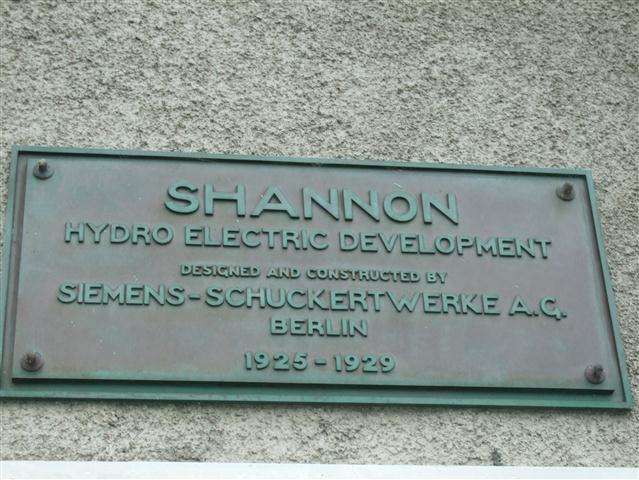 SHANNON
HYDRO ELECTRIC DEVELOPMENT
DESIGNED AND CONSTRUCTED BY
SIEMENS-SCHUCKERTWERKE A.G.
BERLIN
1925-1929